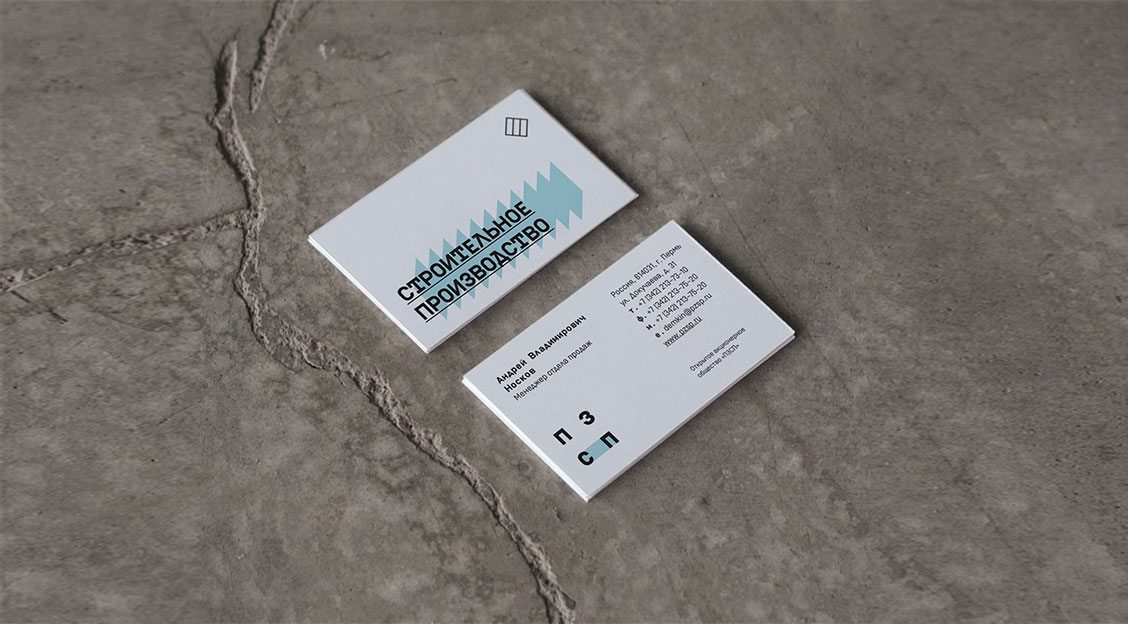 СТРОИТЕЛЬНОЕ
ПРОИЗВОДСТВО
Андрей Владимирович
Носков
Менеджер отдела продаж
Россия, 614031, г. Пермь
ул. Докучаева, д. 31
т. +7 (342) 213-73-10
ф. +7 (342) 213-75-20
м. +7 (342) 213-75-20
e. demkin@pzsp.ru
www.pzsp.ru
Открытое акционерное
общество «ПЗСП»
П З
С П